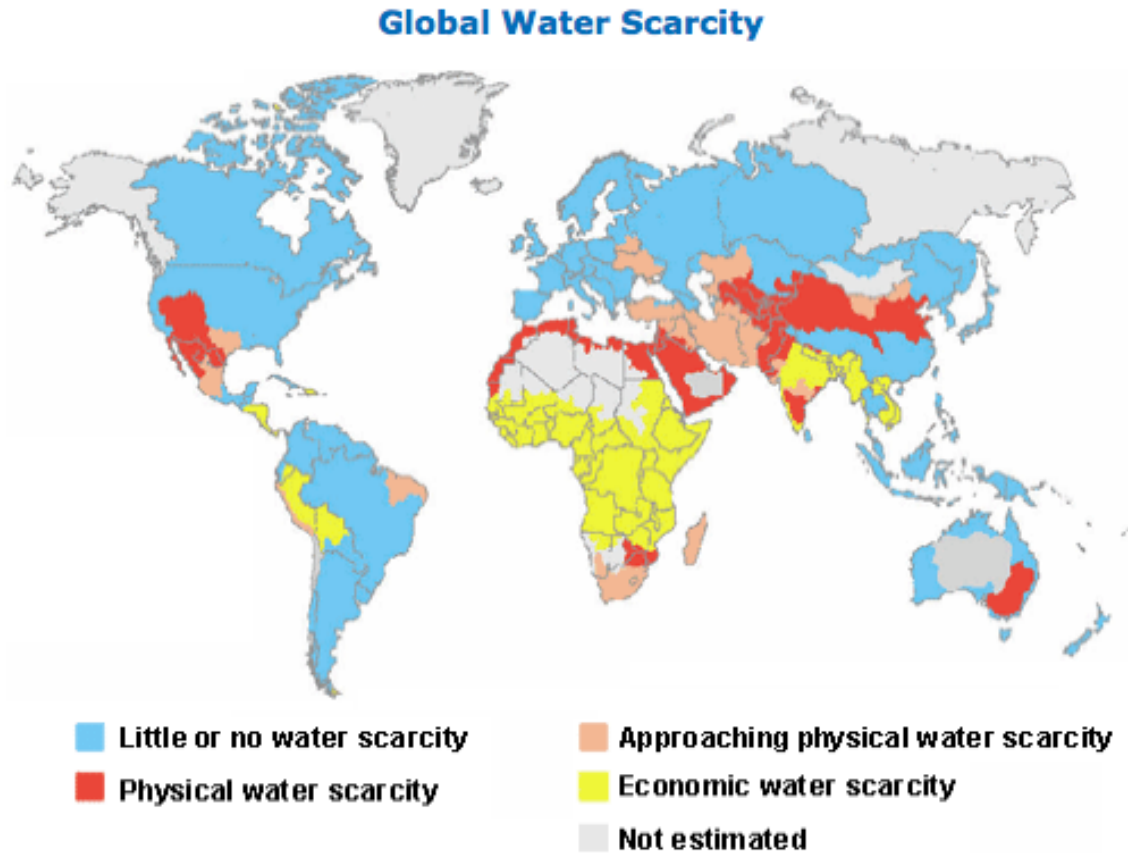 Global Water Scarcity
Little or no water scarcity
Approaching physical water scarcity
Physical water scarcity
Economic water scarcity
Not estimated